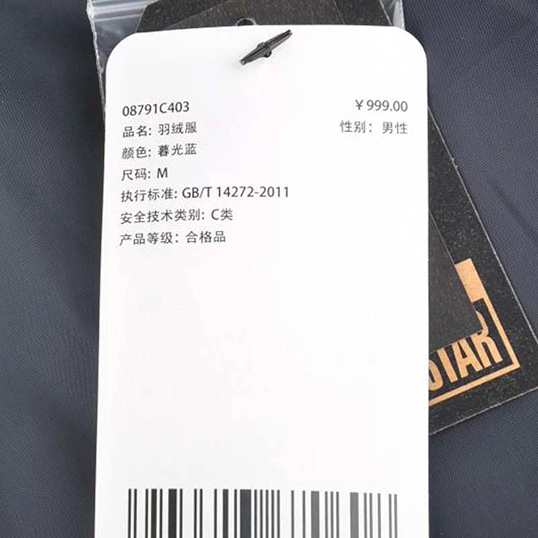 08791C403 ￥999.00
品名: 羽绒服 性别: 男性
颜色: 暮光蓝
尺码: M
执行标准: GB/T 14272-2011
安全技术类别: C类
产品等级: 合格品
STAR